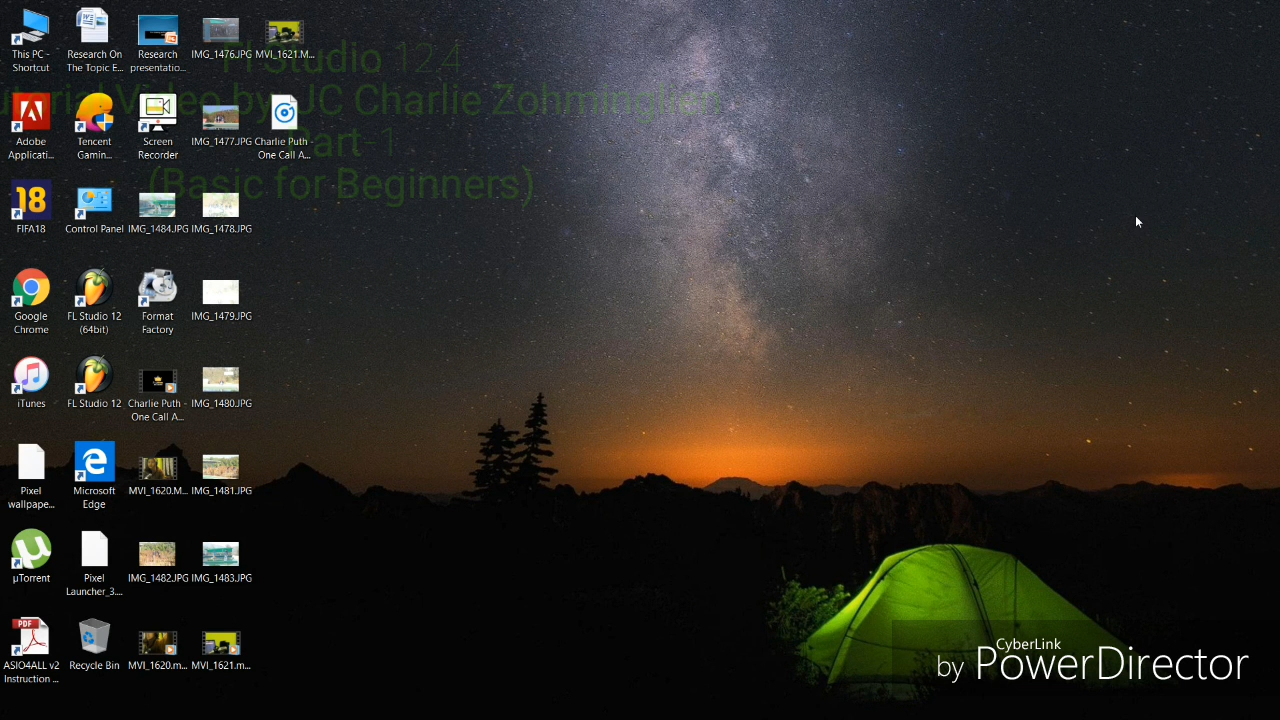 This PC -
Shortcut
Research On
The Topic E...
Research
presentatio...
IMG_1476.JPG
MVI_1621.M...
Studio 12.4
Video by JC Charlie Zohminglien
Part-1
(Basic for Beginners)
Adobe
Applicati...
Tencent
Gamin...
Screen
Recorder
IMG_1477.JPG
Charlie Puth -
One Call A...
18
FIFA18
Control Panel
IMG_1484.JPG
IMG_1478.JPG
Google
Chrome
FL Studio 12
(64bit)
Format
Factory
IMG_1479.JPG
iTunes
FL Studio 12
Charlie Puth -
One Call A...
IMG_1480.JPG
Pixel
wallpape...
Microsoft
Edge
MVI_1620.M...
IMG_1481.JPG
µTorrent
Pixel
Launcher_3....
IMG_1482.JPG
IMG_1483.JPG
PDF
ASIO4ALL v2
Instruction ...
Recycle Bin
MVI_1620.m...
MVI_1621.m...
CyberLink
by PowerDirector